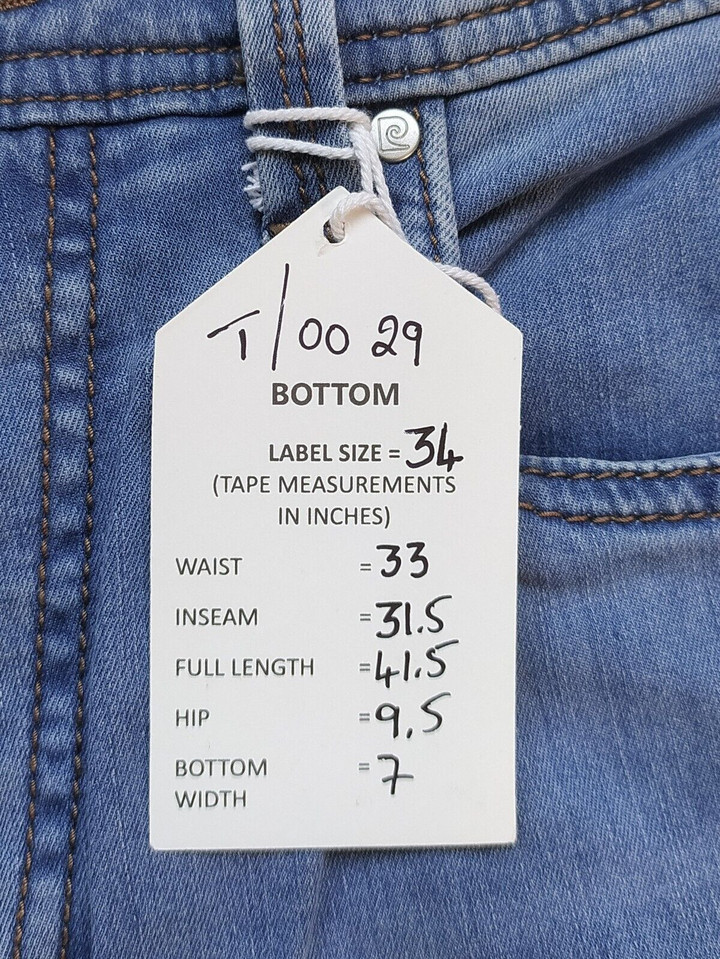 T/00 29
BOTTOM
LABEL SIZE = 34
(TAPE MEASUREMENTS
IN INCHES)
WAIST = 33
INSEAM = 31.5
FULL LENGTH = 41.5
HIP = 9.5
BOTTOM = 7
WIDTH